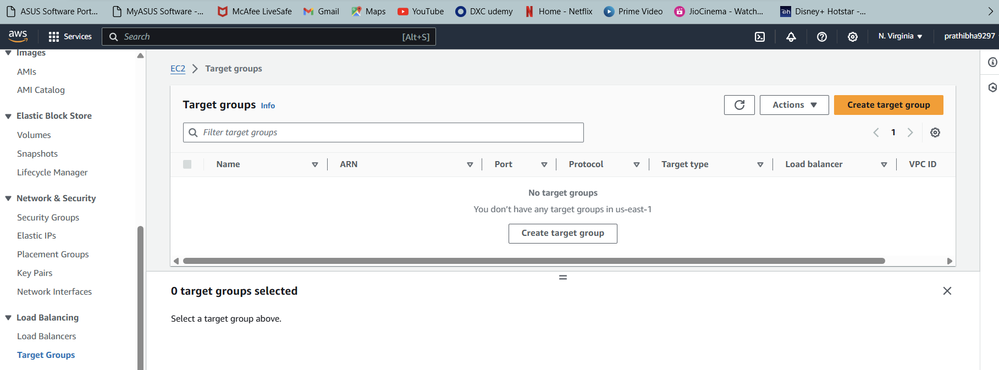 ASUS Software Port... MyASUS Software -... McAfee LiveSafe Gmail Maps YouTube DXC udemy Home - Netflix Prime Video JioCinema - Watch... Disney+ Hotstar -...
aws Services Search [Alt+S] N. Virginia prathibha9297
Images
AMIs
AMI Catalog
Elastic Block Store
Volumes
Snapshots
Lifecycle Manager
Network & Security
Security Groups
Elastic IPs
Placement Groups
Key Pairs
Network Interfaces
Load Balancing
Load Balancers
Target Groups
EC2 Target groups
Target groups Info Actions Create target group
Filter target groups 1
Name ARN Port Protocol Target type Load balancer VPC ID
No target groups
You don't have any target groups in us-east-1
Create target group
0 target groups selected
Select a target group above.